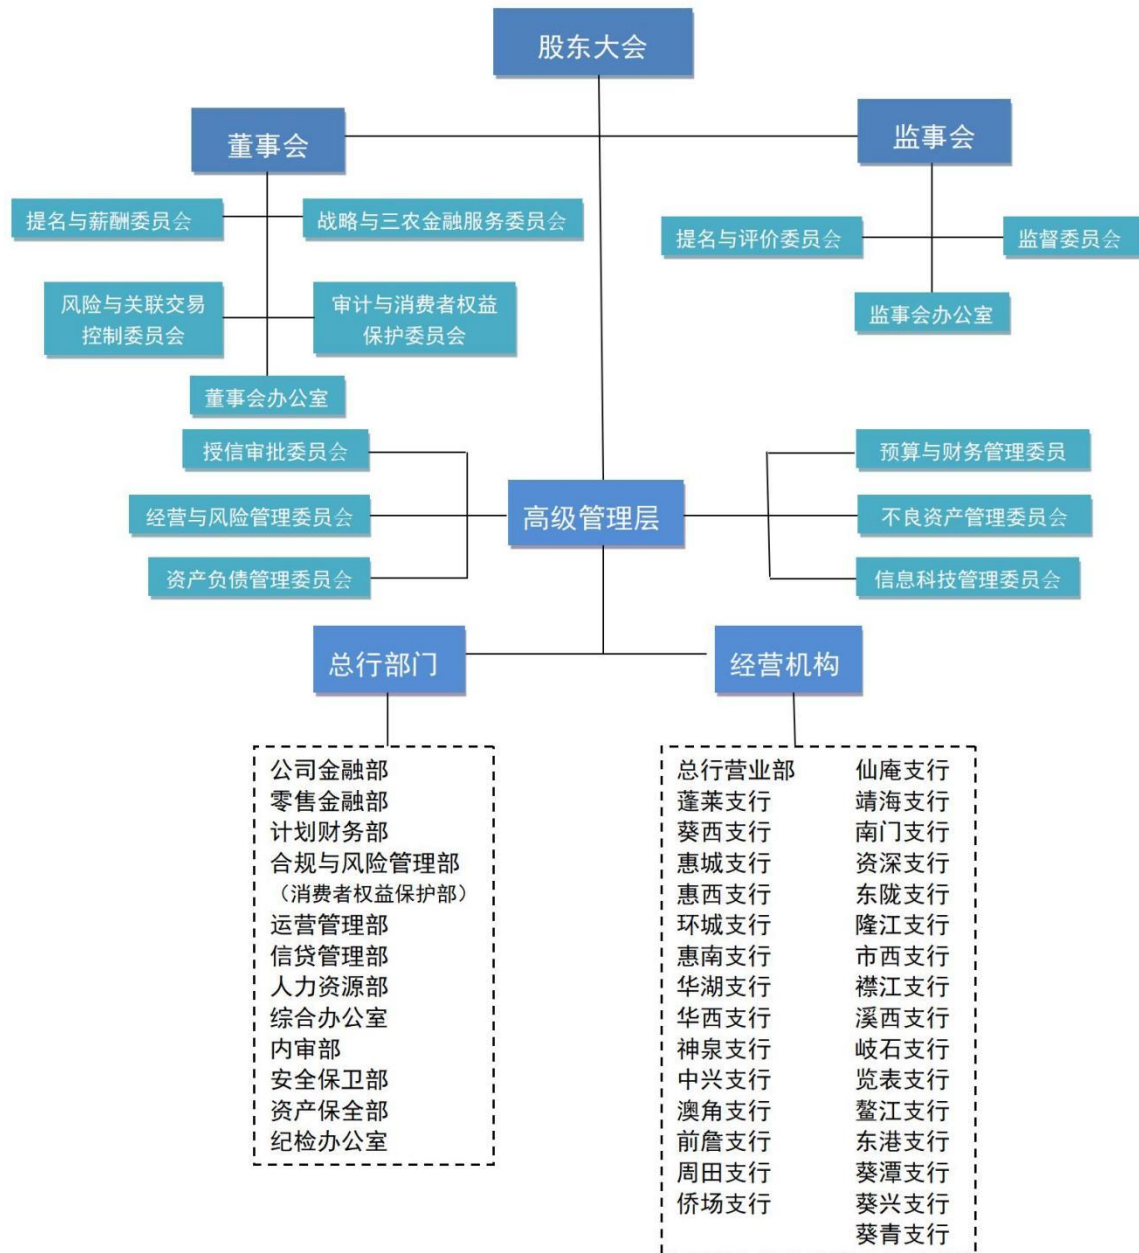 股东大会
董事会
监事会
提名与薪酬委员会
战略与三农金融服务委员会
提名与评价委员会
监督委员会
风险与关联交易
控制委员会
审计与消费者权益
保护委员会
监事会办公室
董事会办公室
授信审批委员会
预算与财务管理委员
经营与风险管理委员会
高级管理层
不良资产管理委员会
资产负债管理委员会
信息科技管理委员会
总行部门
经营机构
公司金融部
零售金融部
计划财务部
合规与风险管理部
（消费者权益保护部）
运营管理部
信贷管理部
人力资源部
综合办公室
内审部
安全保卫部
资产保全部
纪检办公室
总行营业部
蓬莱支行
葵西支行
惠城支行
惠西支行
环城支行
惠南支行
华湖支行
华西支行
神泉支行
中兴支行
澳角支行
前詹支行
周田支行
侨场支行
仙庵支行
靖海支行
南门支行
资深支行
东陇支行
隆江支行
市西支行
襟江支行
溪西支行
岐石支行
览表支行
鳌江支行
东港支行
葵潭支行
葵兴支行
葵青支行